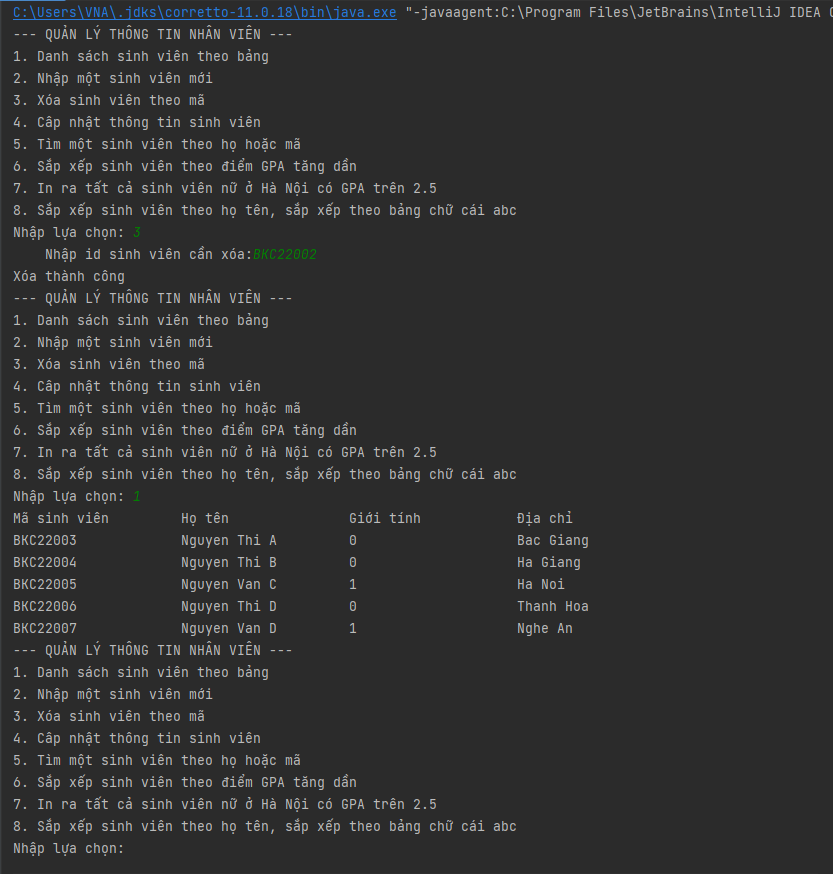 C:\Users\VNA\.jdks\corretto-11.0.18\bin\java.exe "-javaagent:C:\Program Files\JetBrains\IntelliJ IDEA
--- QUẢN LÝ THÔNG TIN NHÂN VIÊN ---
1. Danh sách sinh viên theo bảng
2. Nhập một sinh viên mới
3. Xóa sinh viên theo mã
4. Câp nhật thông tin sinh viên
5. Tìm một sinh viên theo họ hoặc mã
6. Sắp xếp sinh viên theo điểm GPA tăng dần
7. In ra tất cả sinh viên nữ ở Hà Nội có GPA trên 2.5
8. Sắp xếp sinh viên theo họ tên, sắp xếp theo bảng chữ cái abc
Nhập lựa chọn: 3
Nhập id sinh viên cần xóa:BKC22002
Xóa thành công
--- QUẢN LÝ THÔNG TIN NHÂN VIÊN ---
1. Danh sách sinh viên theo bảng
2. Nhập một sinh viên mới
3. Xóa sinh viên theo mã
4. Câp nhật thông tin sinh viên
5. Tìm một sinh viên theo họ hoặc mã
6. Sắp xếp sinh viên theo điểm GPA tăng dần
7. In ra tất cả sinh viên nữ ở Hà Nội có GPA trên 2.5
8. Sắp xếp sinh viên theo họ tên, sắp xếp theo bảng chữ cái abc
Nhập lựa chọn: 1
Mã sinh viên Họ tên Giới tính Địa chỉ
BKC22003 Nguyen Thi A 0 Bac Giang
BKC22004 Nguyen Thi B 0 Ha Giang
BKC22005 Nguyen Van C 1 Ha Noi
BKC22006 Nguyen Thi D 0 Thanh Hoa
BKC22007 Nguyen Van D 1 Nghe An
--- QUẢN LÝ THÔNG TIN NHÂN VIÊN ---
1. Danh sách sinh viên theo bảng
2. Nhập một sinh viên mới
3. Xóa sinh viên theo mã
4. Câp nhật thông tin sinh viên
5. Tìm một sinh viên theo họ hoặc mã
6. Sắp xếp sinh viên theo điểm GPA tăng dần
7. In ra tất cả sinh viên nữ ở Hà Nội có GPA trên 2.5
8. Sắp xếp sinh viên theo họ tên, sắp xếp theo bảng chữ cái abc
Nhập lựa chọn: